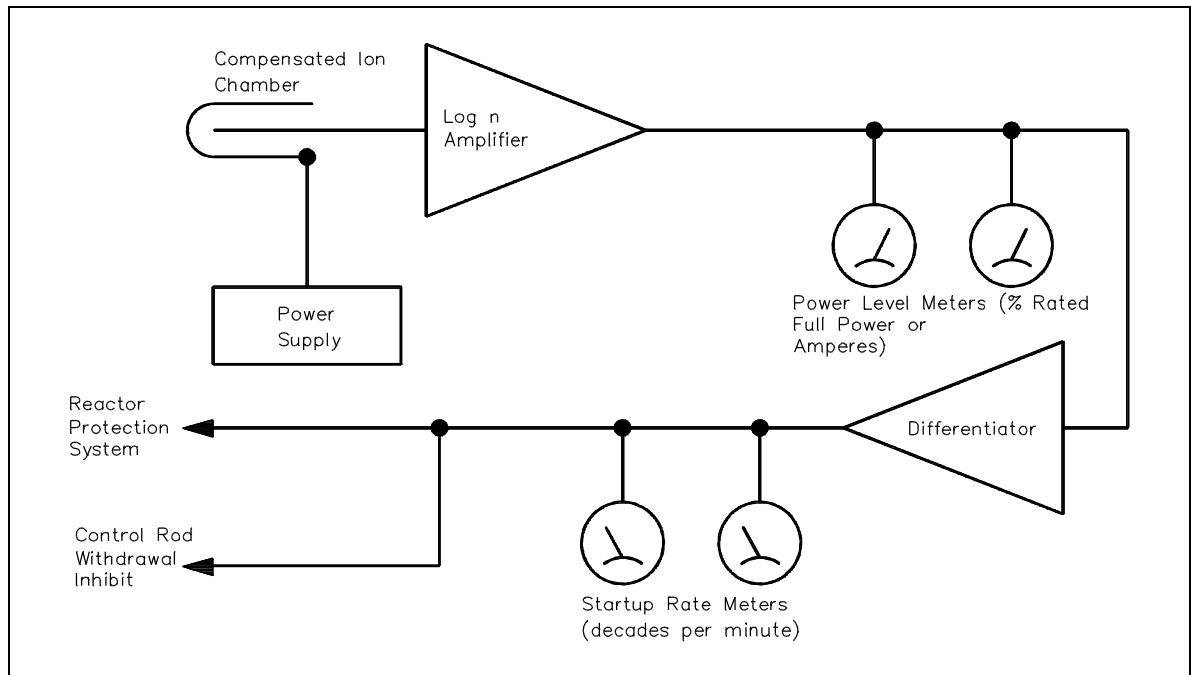 Compensated Ion
Chamber
Log n
Amplifier
Power
Supply
Power Level Meters (% Rated
Full Power or
Amperes)
Differentiator
Reactor
Protection
System
Control Rod
Withdrawal
Inhibit
Startup Rate Meters
(decades per minute)